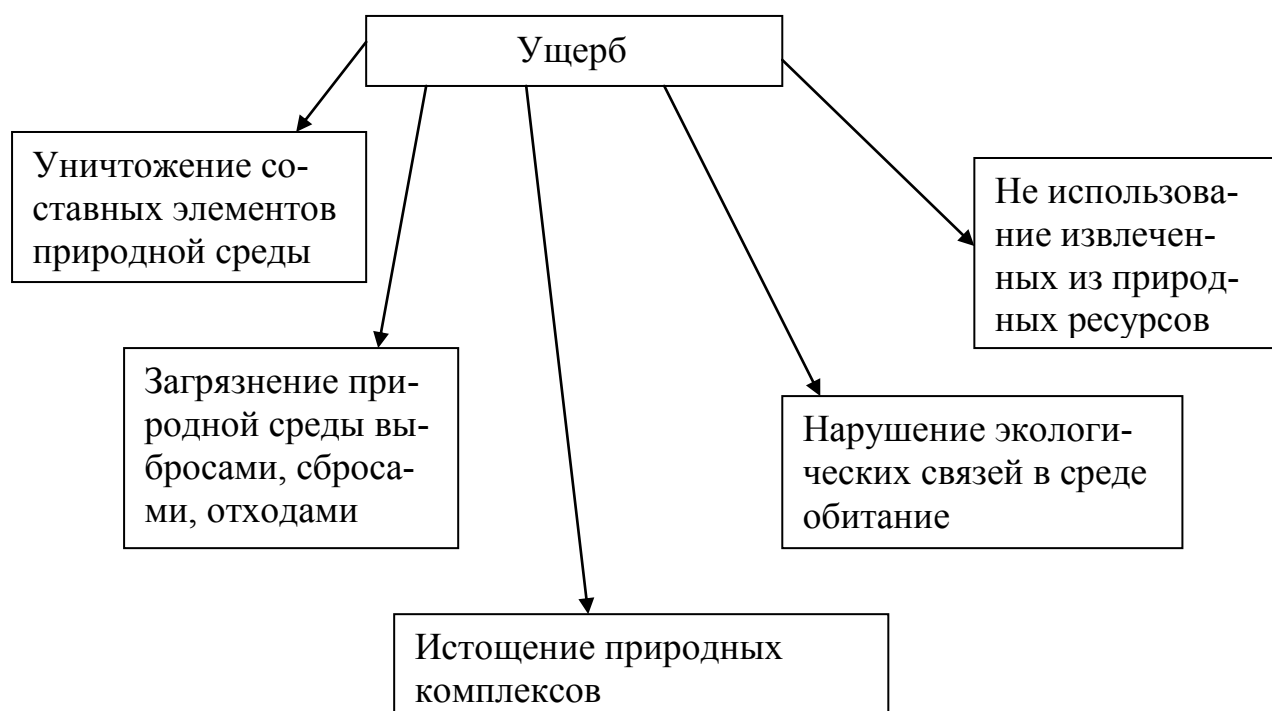 Ущерб
Уничтожение со-
ставных элементов
природной среды
Не использова-
ние извлечен-
ных из природ-
ных ресурсов
Загрязнение при-
родной среды вы-
бросами, сброса-
ми, отходами
Нарушение экологи-
ческих связей в среде
обитание
Истощение природных
комплексов